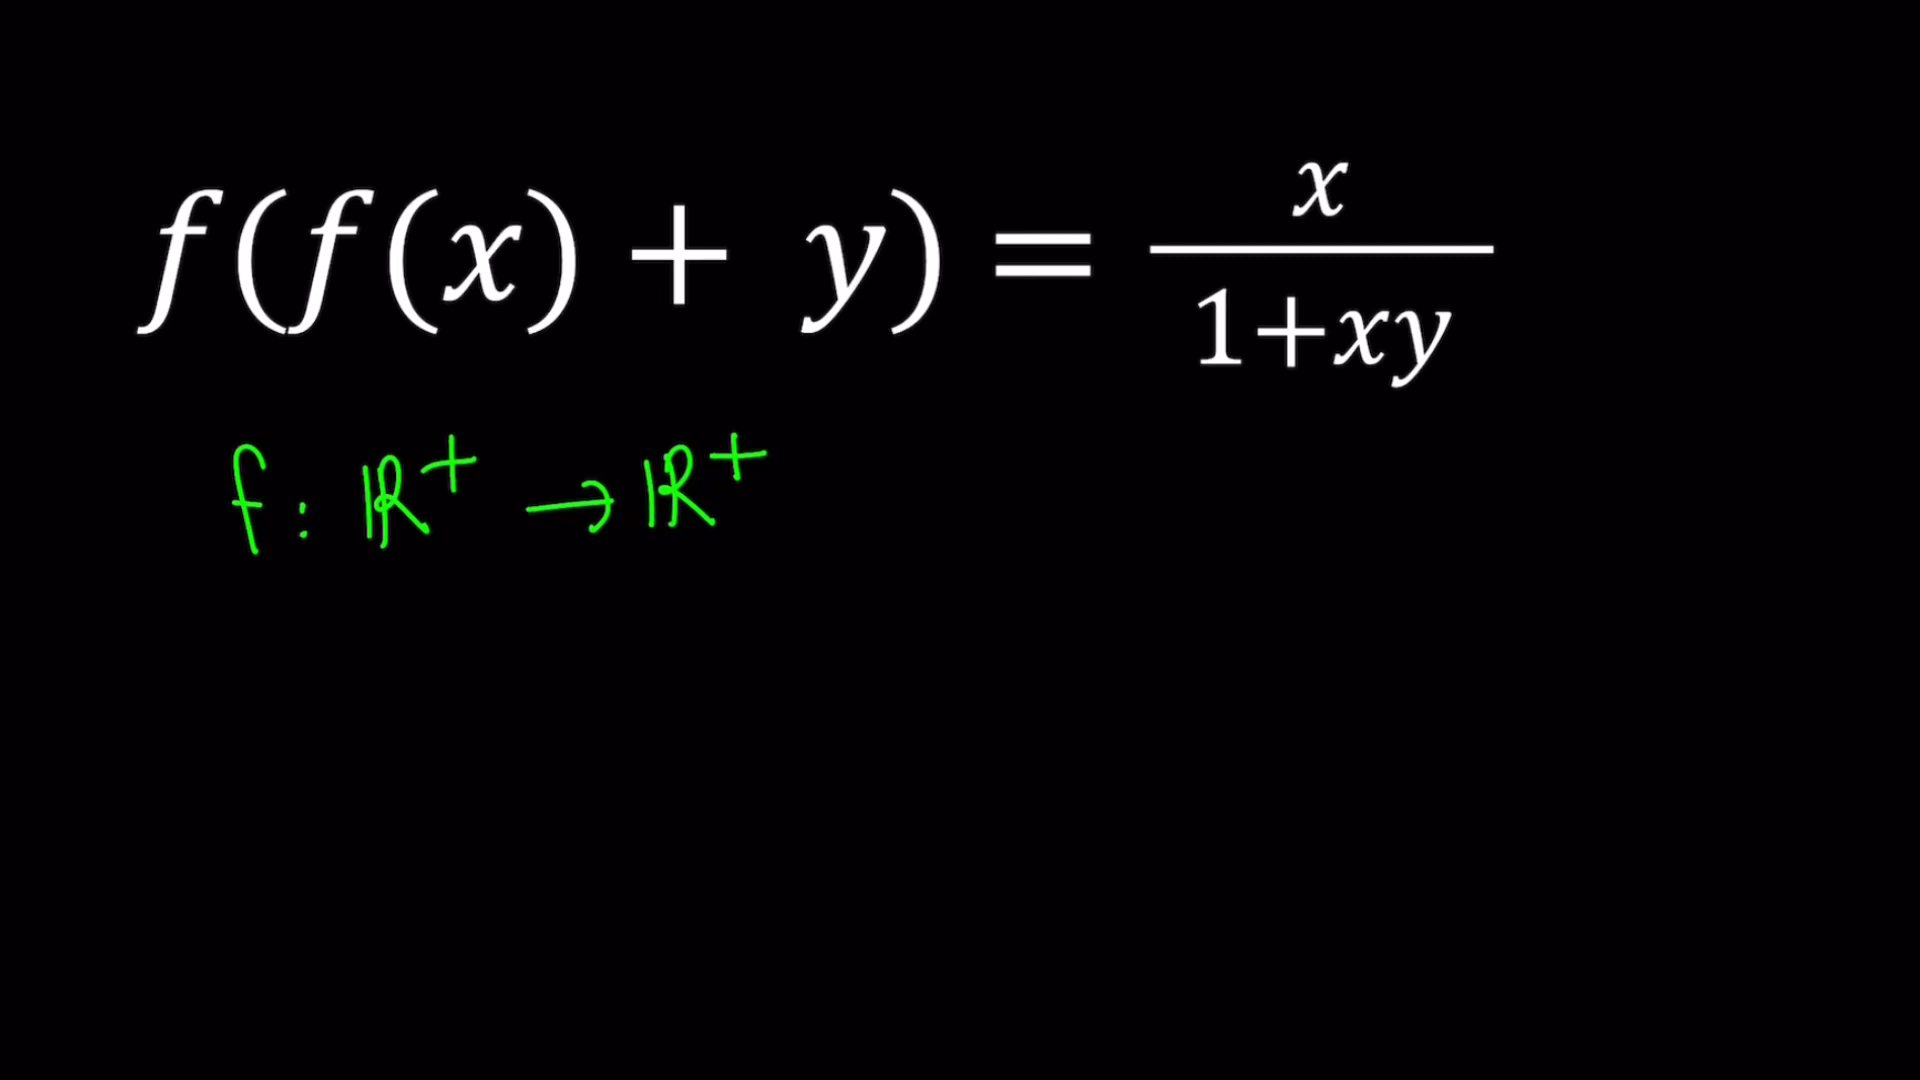 f(f(x) + y) = x/(1+xy)
f: ℝ⁺ → ℝ⁺